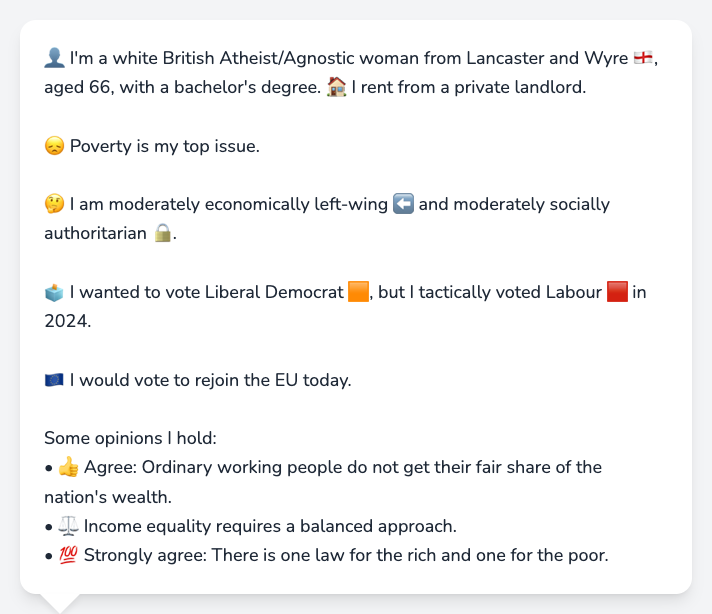 👤 I'm a white British Atheist/Agnostic woman from Lancaster and Wyre 🏴󠁧󠁢󠁥󠁮󠁧󠁿,
aged 66, with a bachelor's degree. 🏠 I rent from a private landlord.
😞 Poverty is my top issue.
🤔 I am moderately economically left-wing ⬅️ and moderately socially
authoritarian 🔒.
🗳️ I wanted to vote Liberal Democrat 🟧, but I tactically voted Labour 🟥 in
2024.
🇪🇺 I would vote to rejoin the EU today.
Some opinions I hold:
• 👍 Agree: Ordinary working people do not get their fair share of the
nation's wealth.
• ⚖️ Income equality requires a balanced approach.
• 💯 Strongly agree: There is one law for the rich and one for the poor.